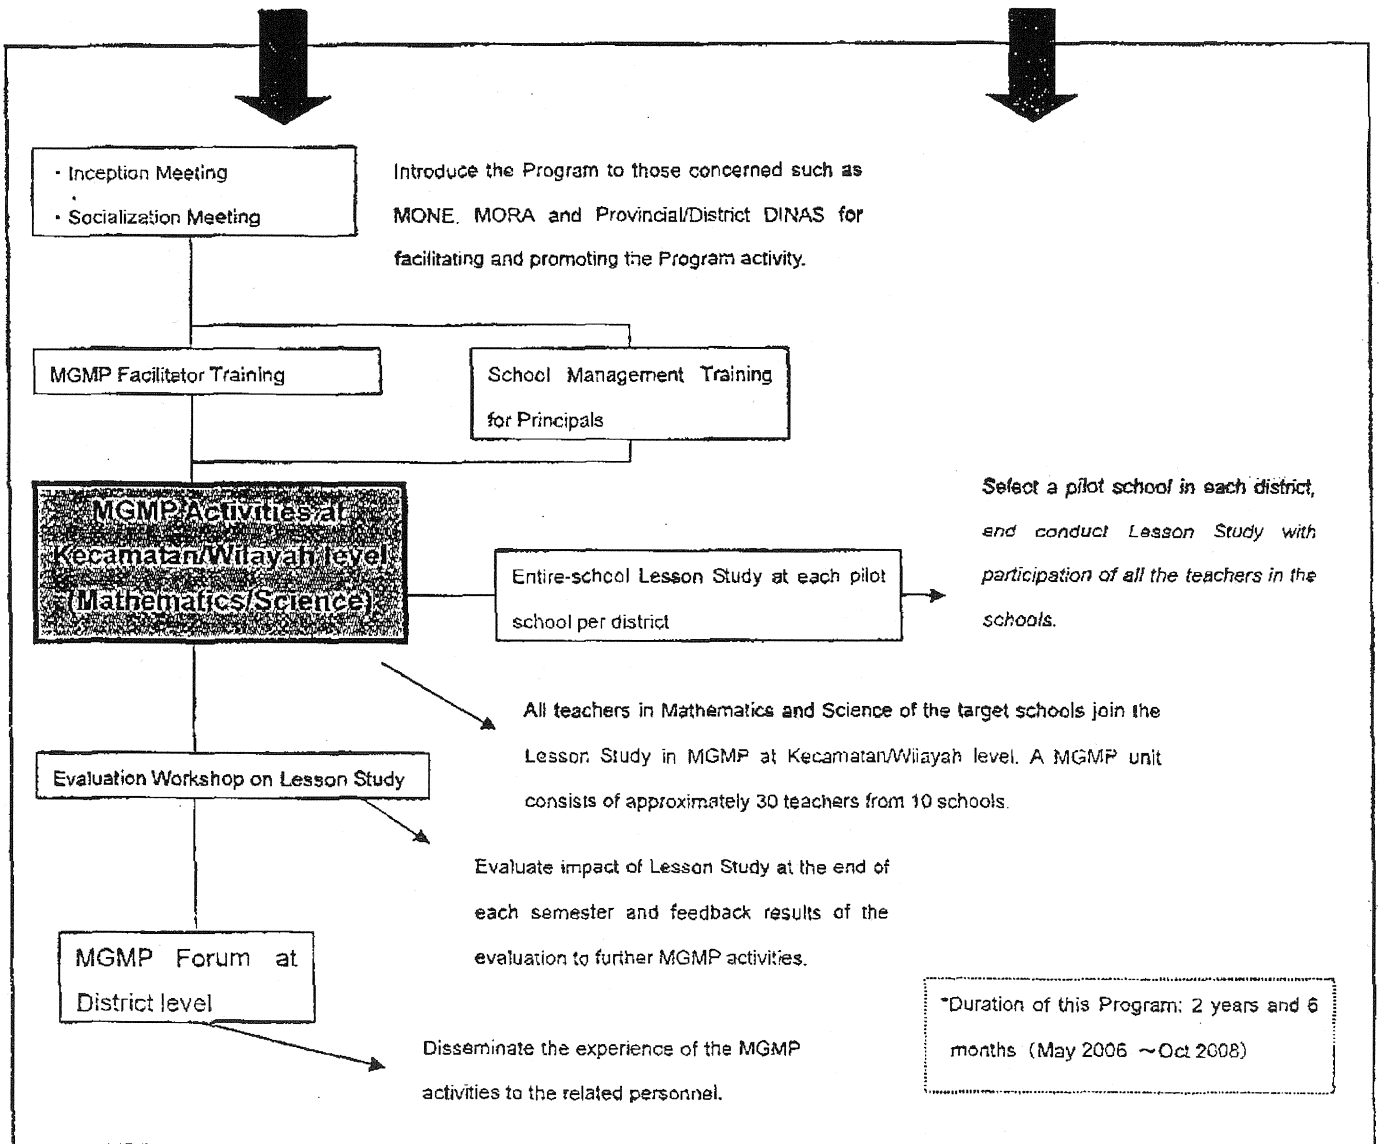 · Inception Meeting
· Socialization Meeting
Introduce the Program to those concerned such as
MONE. MORA and Provincial/District DINAS for
facilitating and promoting the Program activity.
MGMP Facilitator Training
School Management Training
for Principals
MGMP Activities at
Kecamatan/Wilayah level
(Mathematics/Science)
Entire-school Lesson Study at each pilot
school per district
Select a pilot school in each district,
and conduct Lesson Study with
participation of all the teachers in the
schools.
All teachers in Mathematics and Science of the target schools join the
Lesson Study in MGMP at Kecamatan/Wilayah level. A MGMP unit
consists of approximately 30 teachers from 10 schools.
Evaluation Workshop on Lesson Study
Evaluate impact of Lesson Study at the end of
each semester and feedback results of the
evaluation to further MGMP activities.
MGMP Forum at
District level
*Duration of this Program: 2 years and 6
months (May 2006 ~Oct 2008)
Disseminate the experience of the MGMP
activities to the related personnel.